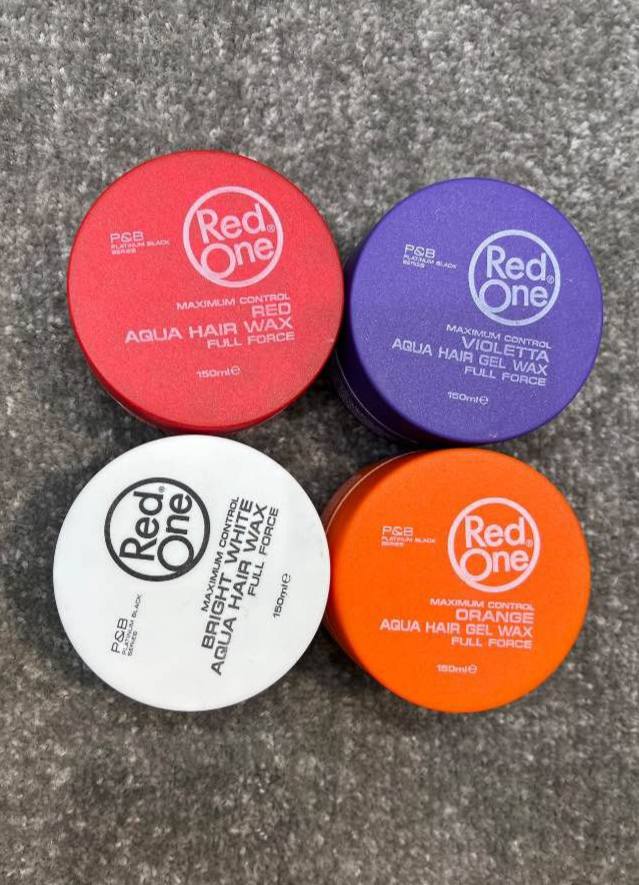 Red
One®
P&B
PLATINUM BLACK
SERIES
MAXIMUM CONTROL
RED
AQUA HAIR WAX
FULL FORCE
150ml℮
Red
One®
P&B
PLATINUM BLACK
SERIES
MAXIMUM CONTROL
VIOLETTA
AQUA HAIR GEL WAX
FULL FORCE
150ml℮
Red
One®
MAXIMUM CONTROL
BRIGHT WHITE
AQUA HAIR WAX
FULL FORCE
P&B
PLATINUM BLACK
SERIES
150ml℮
Red
One®
P&B
PLATINUM BLACK
SERIES
MAXIMUM CONTROL
ORANGE
AQUA HAIR GEL WAX
FULL FORCE
150ml℮